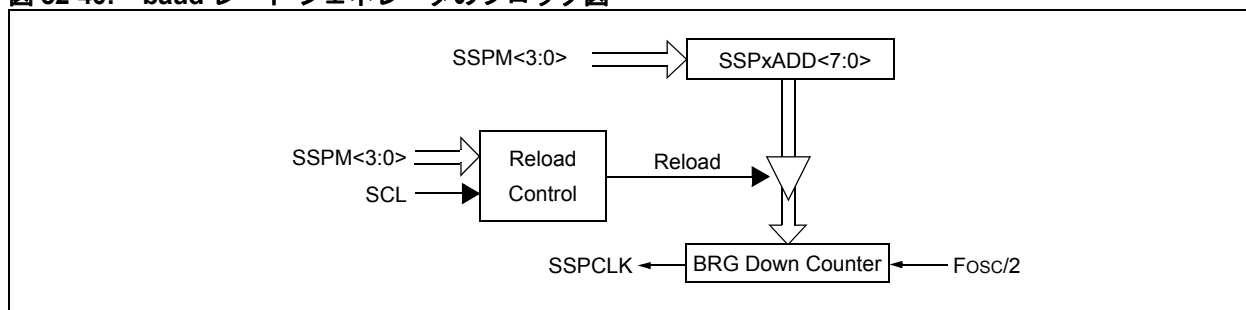 SSPM<3:0>
SSPxADD<7:0>
SSPM<3:0>
SCL
Reload
Control
Reload
SSPCLK
BRG Down Counter
FOSC/2